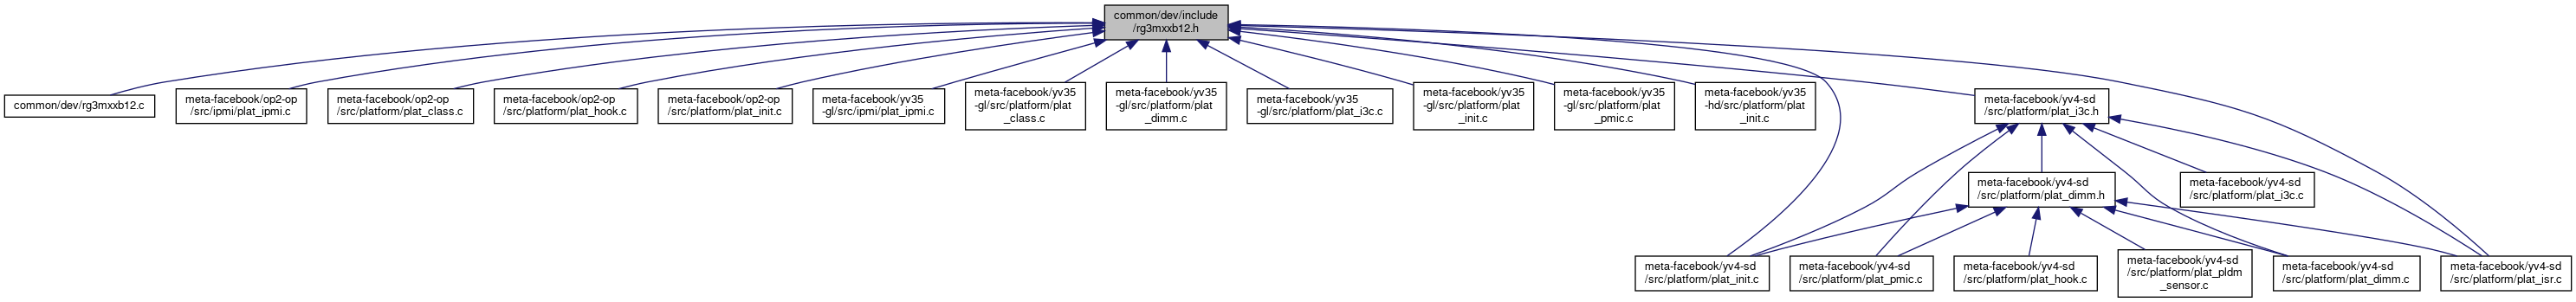 common/dev/include
/rg3mxxb12.h
common/dev/rg3mxxb12.c
meta-facebook/op2-op
/src/ipmi/plat_ipmi.c
meta-facebook/op2-op
/src/platform/plat_class.c
meta-facebook/op2-op
/src/platform/plat_hook.c
meta-facebook/op2-op
/src/platform/plat_init.c
meta-facebook/yv35
-gl/src/ipmi/plat_ipmi.c
meta-facebook/yv35
-gl/src/platform/plat
_class.c
meta-facebook/yv35
-gl/src/platform/plat
_dimm.c
meta-facebook/yv35
-gl/src/platform/plat_i3c.c
meta-facebook/yv35
-gl/src/platform/plat
_init.c
meta-facebook/yv35
-gl/src/platform/plat
_pmic.c
meta-facebook/yv35
-hd/src/platform/plat
_init.c
meta-facebook/yv4-sd
/src/platform/plat_i3c.h
meta-facebook/yv4-sd
/src/platform/plat_dimm.h
meta-facebook/yv4-sd
/src/platform/plat_i3c.c
meta-facebook/yv4-sd
/src/platform/plat_init.c
meta-facebook/yv4-sd
/src/platform/plat_pmic.c
meta-facebook/yv4-sd
/src/platform/plat_hook.c
meta-facebook/yv4-sd
/src/platform/plat_pldm
_sensor.c
meta-facebook/yv4-sd
/src/platform/plat_dimm.c
meta-facebook/yv4-sd
/src/platform/plat_isr.c